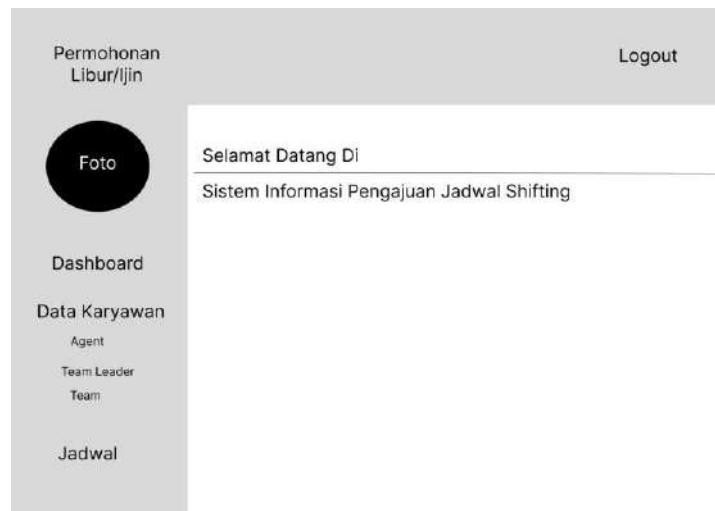 Permohonan
Libur/Ijin
Logout
Foto
Selamat Datang Di
Sistem Informasi Pengajuan Jadwal Shifting
Dashboard
Data Karyawan
Agent
Team Leader
Team
Jadwal